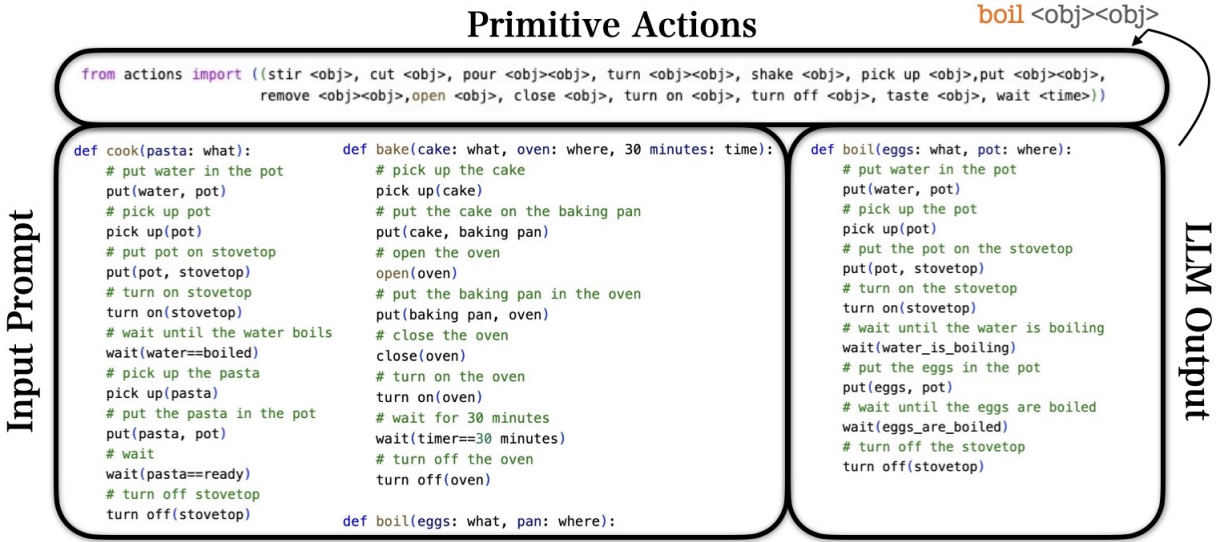 Primitive Actions
boil <obj><obj>
from actions import ((stir <obj>, cut <obj>, pour <obj><obj>, turn <obj><obj>, shake <obj>, pick up <obj>,put <obj><obj>,
remove <obj><obj>,open <obj>, close <obj>, turn on <obj>, turn off <obj>, taste <obj>, wait <time>))
Input Prompt
def cook(pasta: what):
# put water in the pot
put(water, pot)
# pick up pot
pick up(pot)
# put pot on stovetop
put(pot, stovetop)
# turn on stovetop
turn on(stovetop)
# wait until the water boils
wait(water==boiled)
# pick up the pasta
pick up(pasta)
# put the pasta in the pot
put(pasta, pot)
# wait
wait(pasta==ready)
# turn off stovetop
turn off(stovetop)
def bake(cake: what, oven: where, 30 minutes: time):
# pick up the cake
pick up(cake)
# put the cake on the baking pan
put(cake, baking pan)
# open the oven
open(oven)
# put the baking pan in the oven
put(baking pan, oven)
# close the oven
close(oven)
# turn on the oven
turn on(oven)
# wait for 30 minutes
wait(timer==30 minutes)
# turn off the oven
turn off(oven)
def boil(eggs: what, pan: where):
def boil(eggs: what, pot: where):
# put water in the pot
put(water, pot)
# pick up the pot
pick up(pot)
# put the pot on the stovetop
put(pot, stovetop)
# turn on the stovetop
turn on(stovetop)
# wait until the water is boiling
wait(water_is_boiling)
# put the eggs in the pot
put(eggs, pot)
# wait until the eggs are boiled
wait(eggs_are_boiled)
# turn off the stovetop
turn off(stovetop)
LLM Output